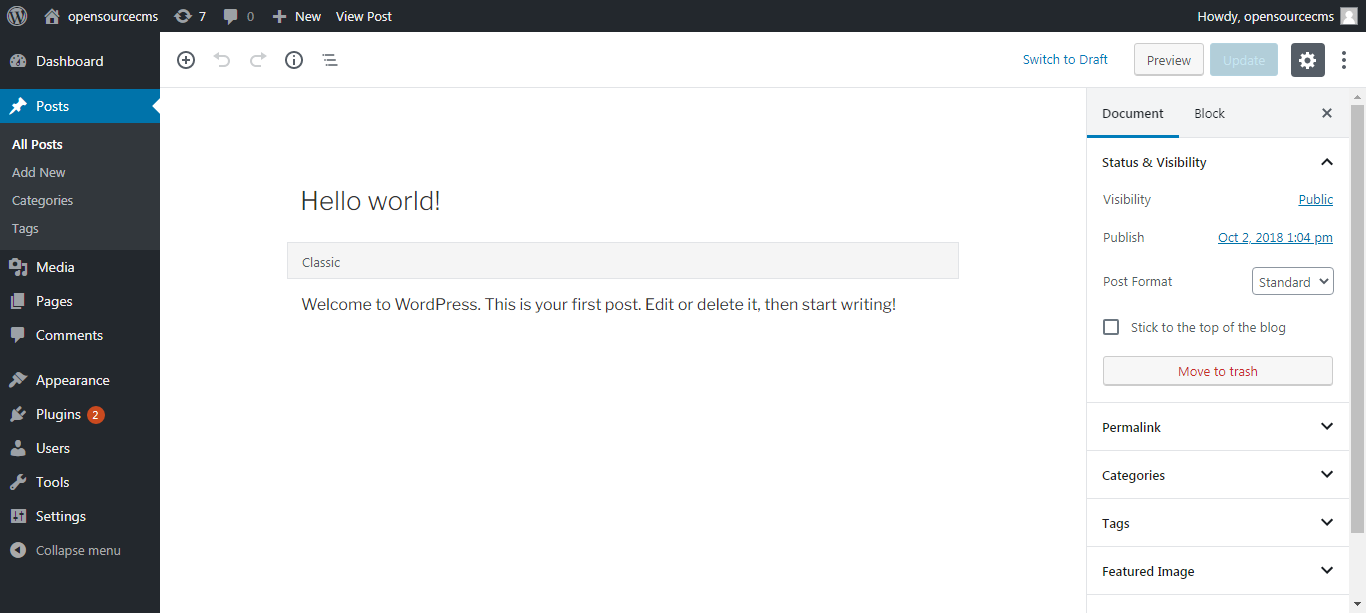 opensourcecms 7 0 New View Post Howdy, opensourcecms
Dashboard
Posts
All Posts
Add New
Categories
Tags
Media
Pages
Comments
Appearance
Plugins 2
Users
Tools
Settings
Collapse menu
Switch to Draft Preview Update
Hello world!
Classic
Welcome to WordPress. This is your first post. Edit or delete it, then start writing!
Document Block
Status & Visibility
Visibility Public
Publish Oct 2, 2018 1:04 pm
Post Format Standard
Stick to the top of the blog
Move to trash
Permalink
Categories
Tags
Featured Image